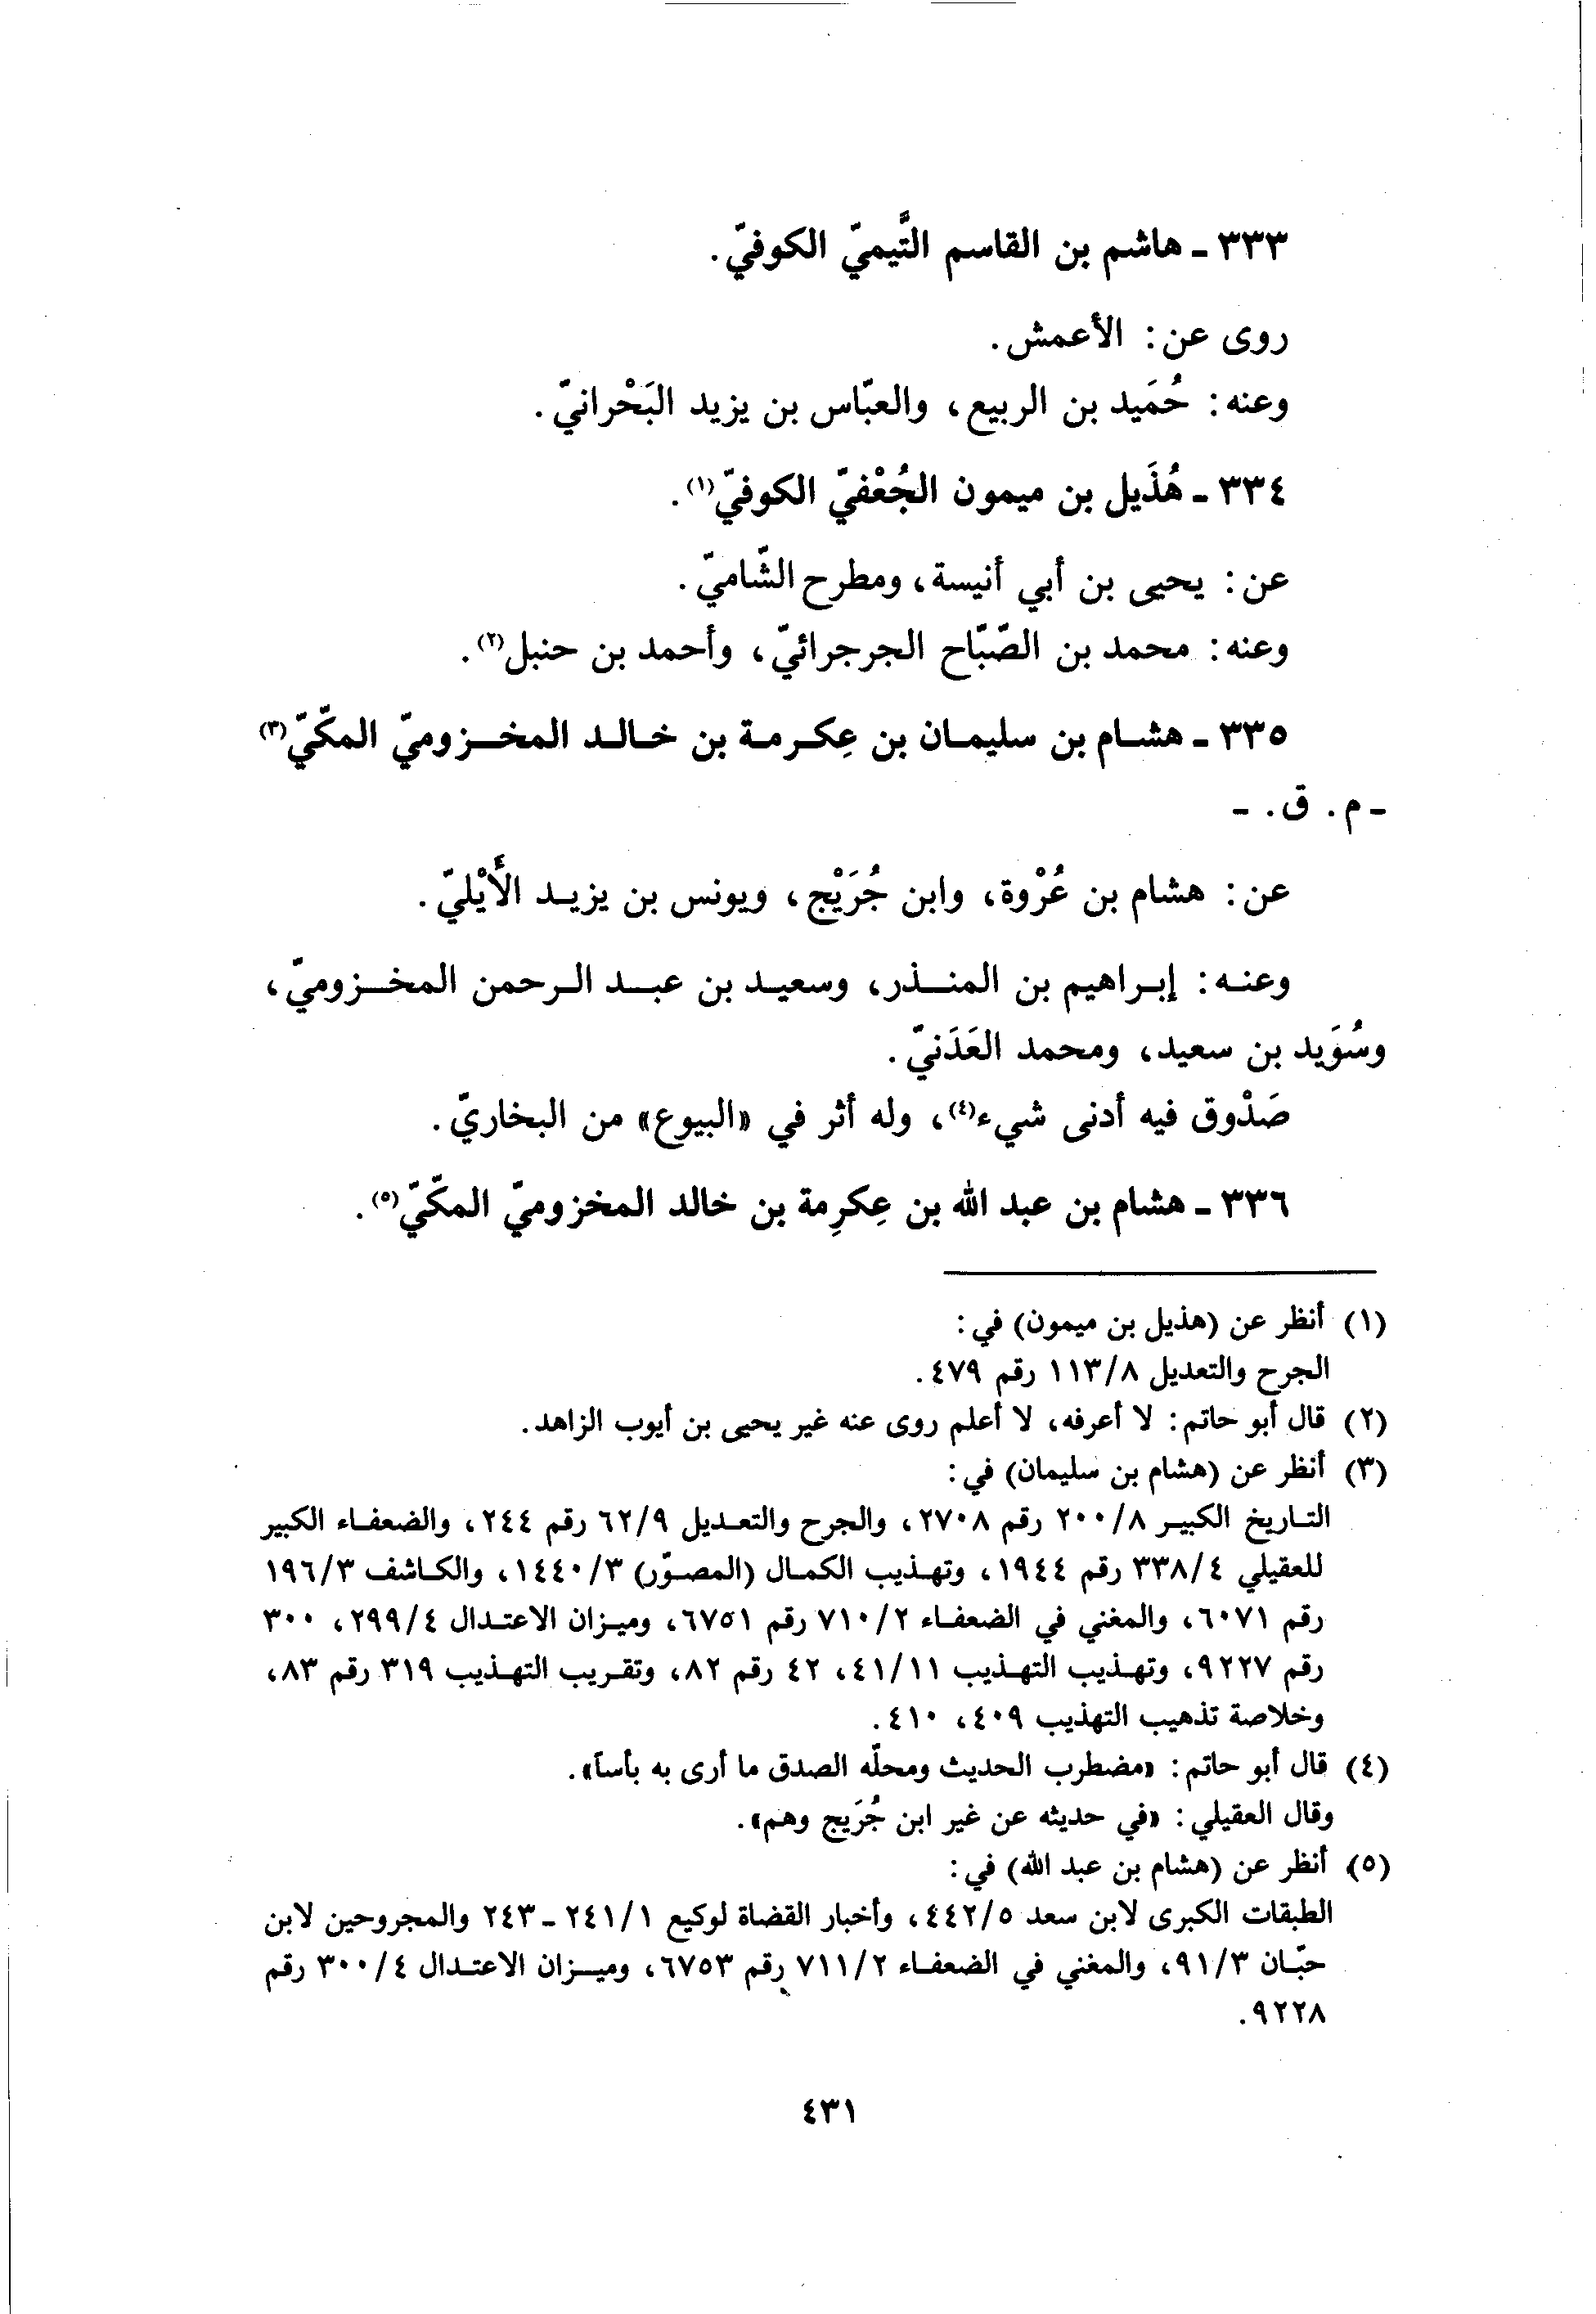 ٣٣٣ ـ هاشم بن القاسم التَّيميّ الكوفيّ.
روى عن: الأعمش.
وعنه: حُمَيد بن الربيع، والعبّاس بن يزيد البَحْرانيّ.
٣٣٤ ـ هُذَيل بن ميمون الجُعْفيّ الكوفيّ(١).
عن: يحيى بن أبي أنيسة، ومطرح الشّاميّ.
وعنه: محمد بن الصّبّاح الجرجرائيّ، وأحمد بن حنبل(٢).
٣٣٥ ـ هشام بن سليمان بن عِكرمة بن خالد المخزوميّ المكّيّ(٣)
ـ م. ق. ـ
عن: هشام بن عُرْوة، وابن جُرَيْج، ويونس بن يزيد الأَيْليّ.
وعنه: إبراهيم بن المنذر، وسعيد بن عبد الرحمن المخزوميّ،
وسُوَيد بن سعيد، ومحمد العَدَنيّ.
صَدْوق فيه أدنى شيء(٤)، وله أثر في «البيوع» من البخاريّ.
٣٣٦ ـ هشام بن عبد الله بن عِكرِمة بن خالد المخزوميّ المكّيّ(٥).
(١) أنظر عن (هذيل بن ميمون) في:
الجرح والتعديل ١١٣/٨ رقم ٤٧٩.
(٢) قال أبو حاتم: لا أعرفه، لا أعلم روى عنه غير يحيى بن أيوب الزاهد.
(٣) أنظر عن (هشام بن سليمان) في:
التاريخ الكبير ٢٠٠/٨ رقم ٢٧٠٨، والجرح والتعديل ٦٢/٩ رقم ٢٤٤، والضعفاء الكبير
للعقيلي ٣٣٨/٤ رقم ١٩٤٤، وتهذيب الكمال (المصوّر) ١٤٤٠/٣، والكاشف ١٩٦/٣
رقم ٦٠٧١، والمغني في الضعفاء ٧١٠/٢ رقم ٦٧٥١، وميزان الاعتدال ٢٩٩/٤، ٣٠٠
رقم ٩٢٢٧، وتهذيب التهذيب ٤١/١١، ٤٢ رقم ٨٢، وتقريب التهذيب ٣١٩ رقم ٨٣،
وخلاصة تذهيب التهذيب ٤٠٩، ٤١٠.
(٤) قال أبو حاتم: «مضطرب الحديث ومحلّه الصدق ما أرى به بأساً».
وقال العقيلي: «في حديثه عن غير ابن جُرَيج وهم».
(٥) أنظر عن (هشام بن عبد الله) في:
الطبقات الكبرى لابن سعد ٤٤٢/٥، وأخبار القضاة لوكيع ٢٤١/١ ـ ٢٤٣ والمجروحين لابن
حبّان ٩١/٣، والمغني في الضعفاء ٧١١/٢ رقم ٦٧٥٣، وميزان الاعتدال ٣٠٠/٤ رقم
٩٢٢٨.
٤٣١